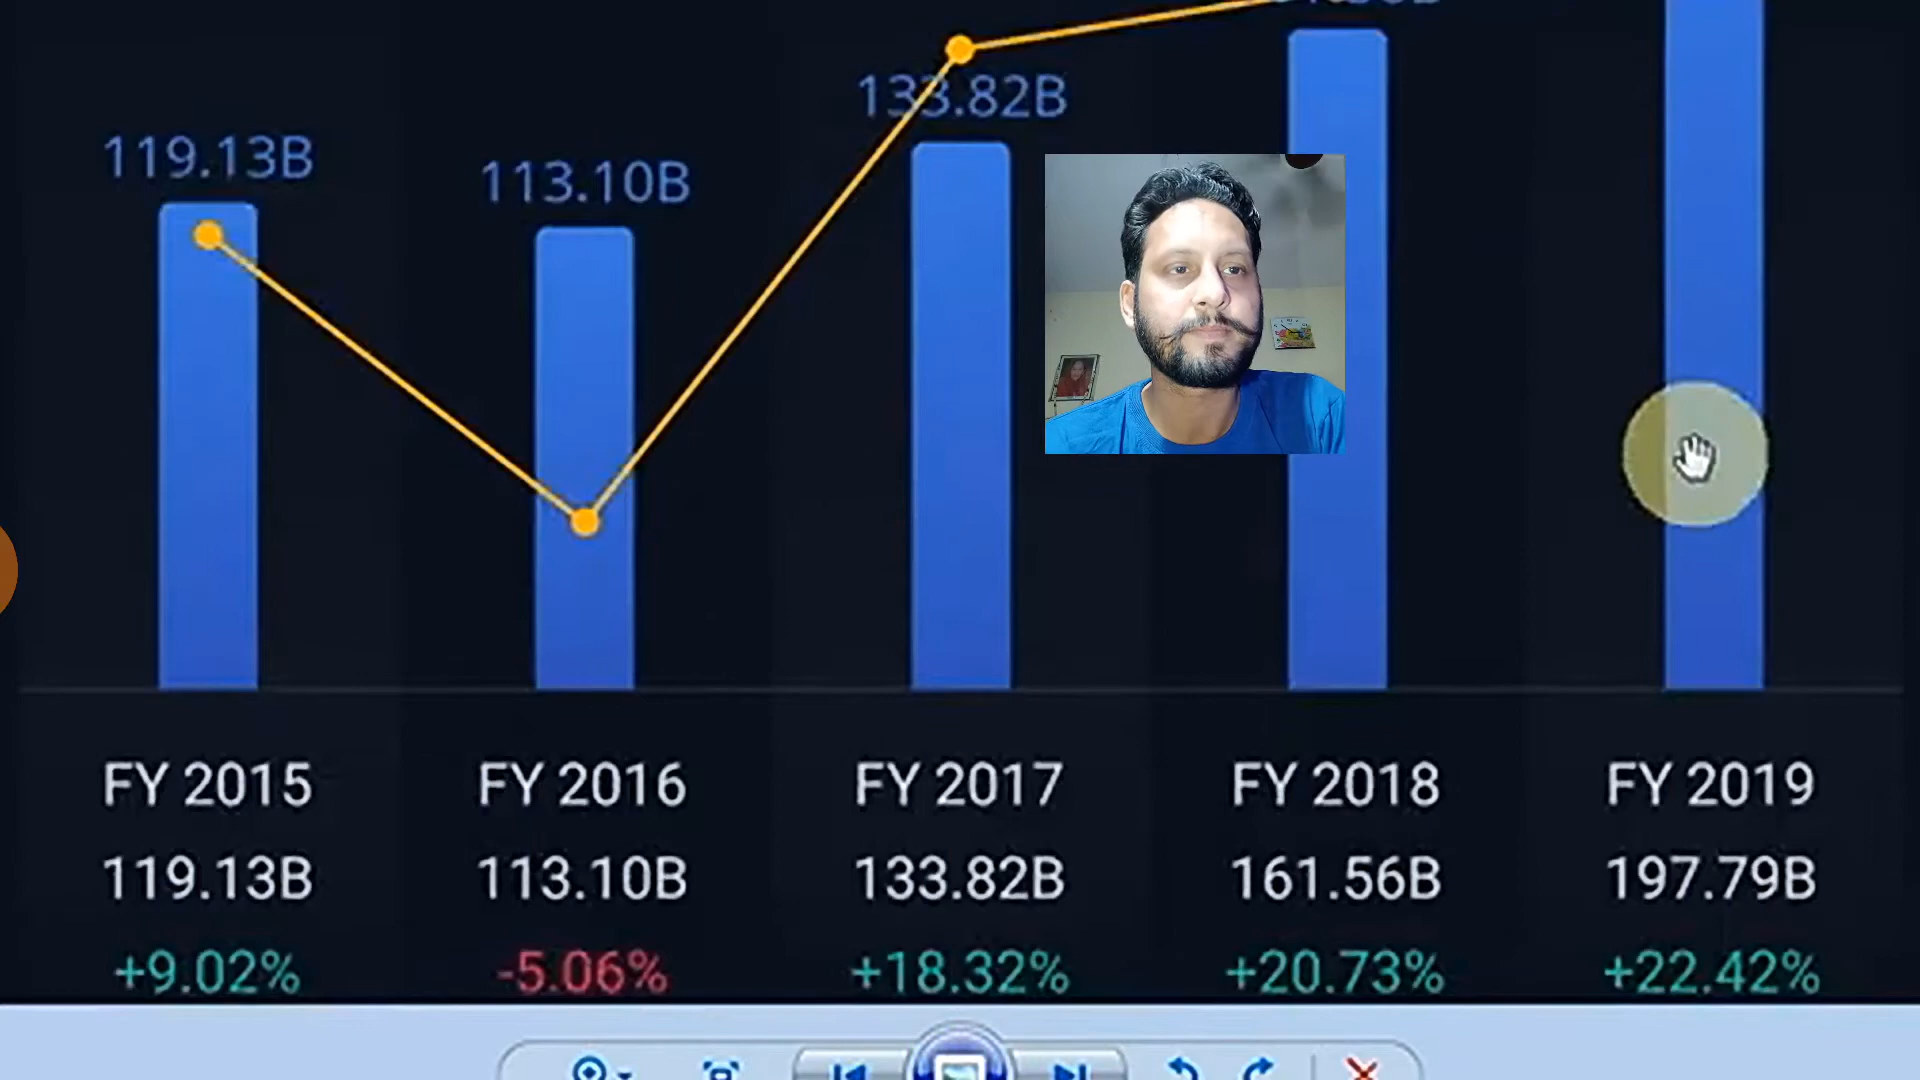 133.82B
119.13B
113.10B
FY 2015 FY 2016 FY 2017 FY 2018 FY 2019
119.13B 113.10B 133.82B 161.56B 197.79B
+9.02% -5.06% +18.32% +20.73% +22.42%